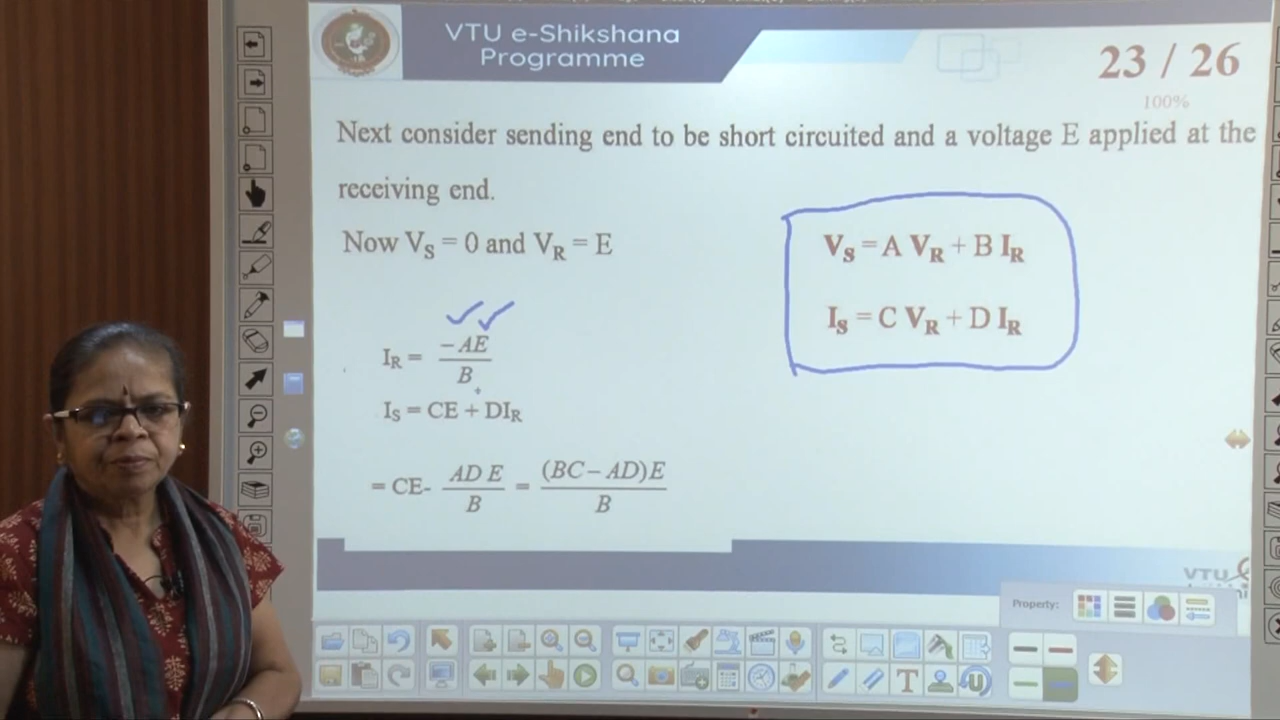 VTU e-Shikshana
Programme
23 / 26
100%
Next consider sending end to be short circuited and a voltage E applied at the
receiving end.
Now V_S = 0 and V_R = E
V_S = A V_R + B I_R
I_S = C V_R + D I_R
I_R = -AE / B
I_S = CE + DI_R
= CE- AD E / B = (BC – AD)E / B
VTU
Property: